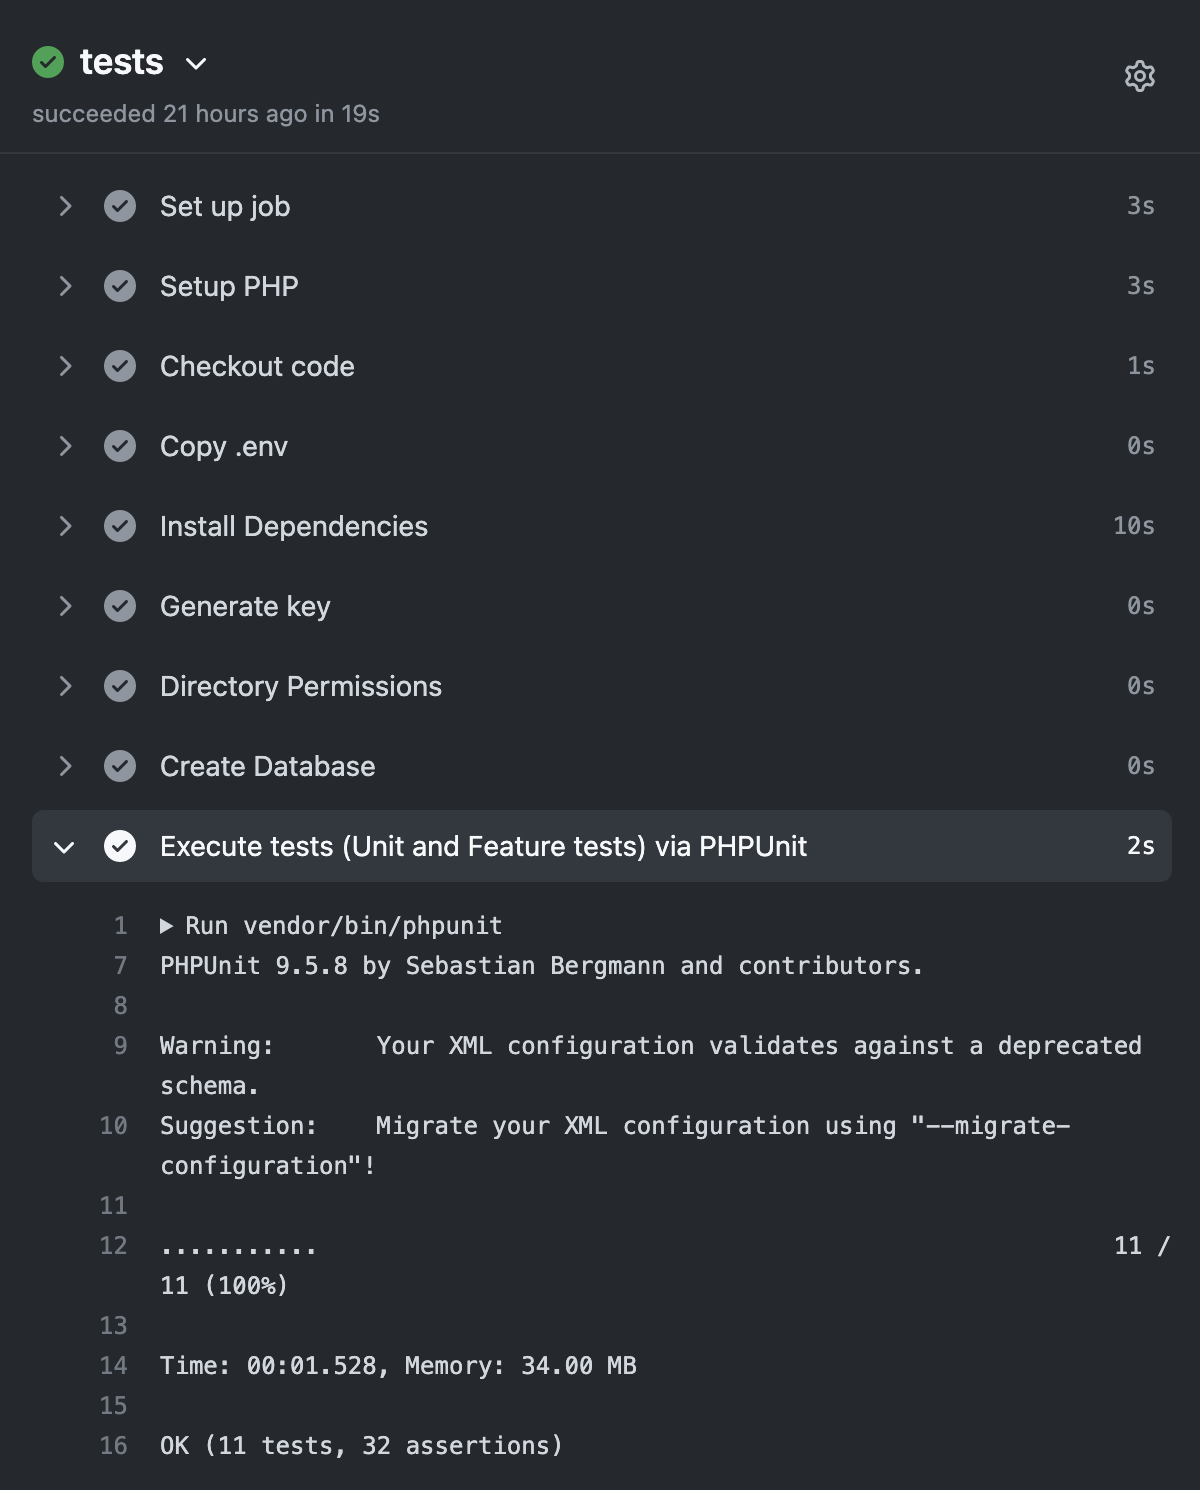 tests
succeeded 21 hours ago in 19s
Set up job 3s
Setup PHP 3s
Checkout code 1s
Copy .env 0s
Install Dependencies 10s
Generate key 0s
Directory Permissions 0s
Create Database 0s
Execute tests (Unit and Feature tests) via PHPUnit 2s
1 ▶ Run vendor/bin/phpunit
7 PHPUnit 9.5.8 by Sebastian Bergmann and contributors.
8
9 Warning:       Your XML configuration validates against a deprecated
schema.
10 Suggestion:    Migrate your XML configuration using "--migrate-
configuration"!
11
12 ...........                                                       11 /
11 (100%)
13
14 Time: 00:01.528, Memory: 34.00 MB
15
16 OK (11 tests, 32 assertions)